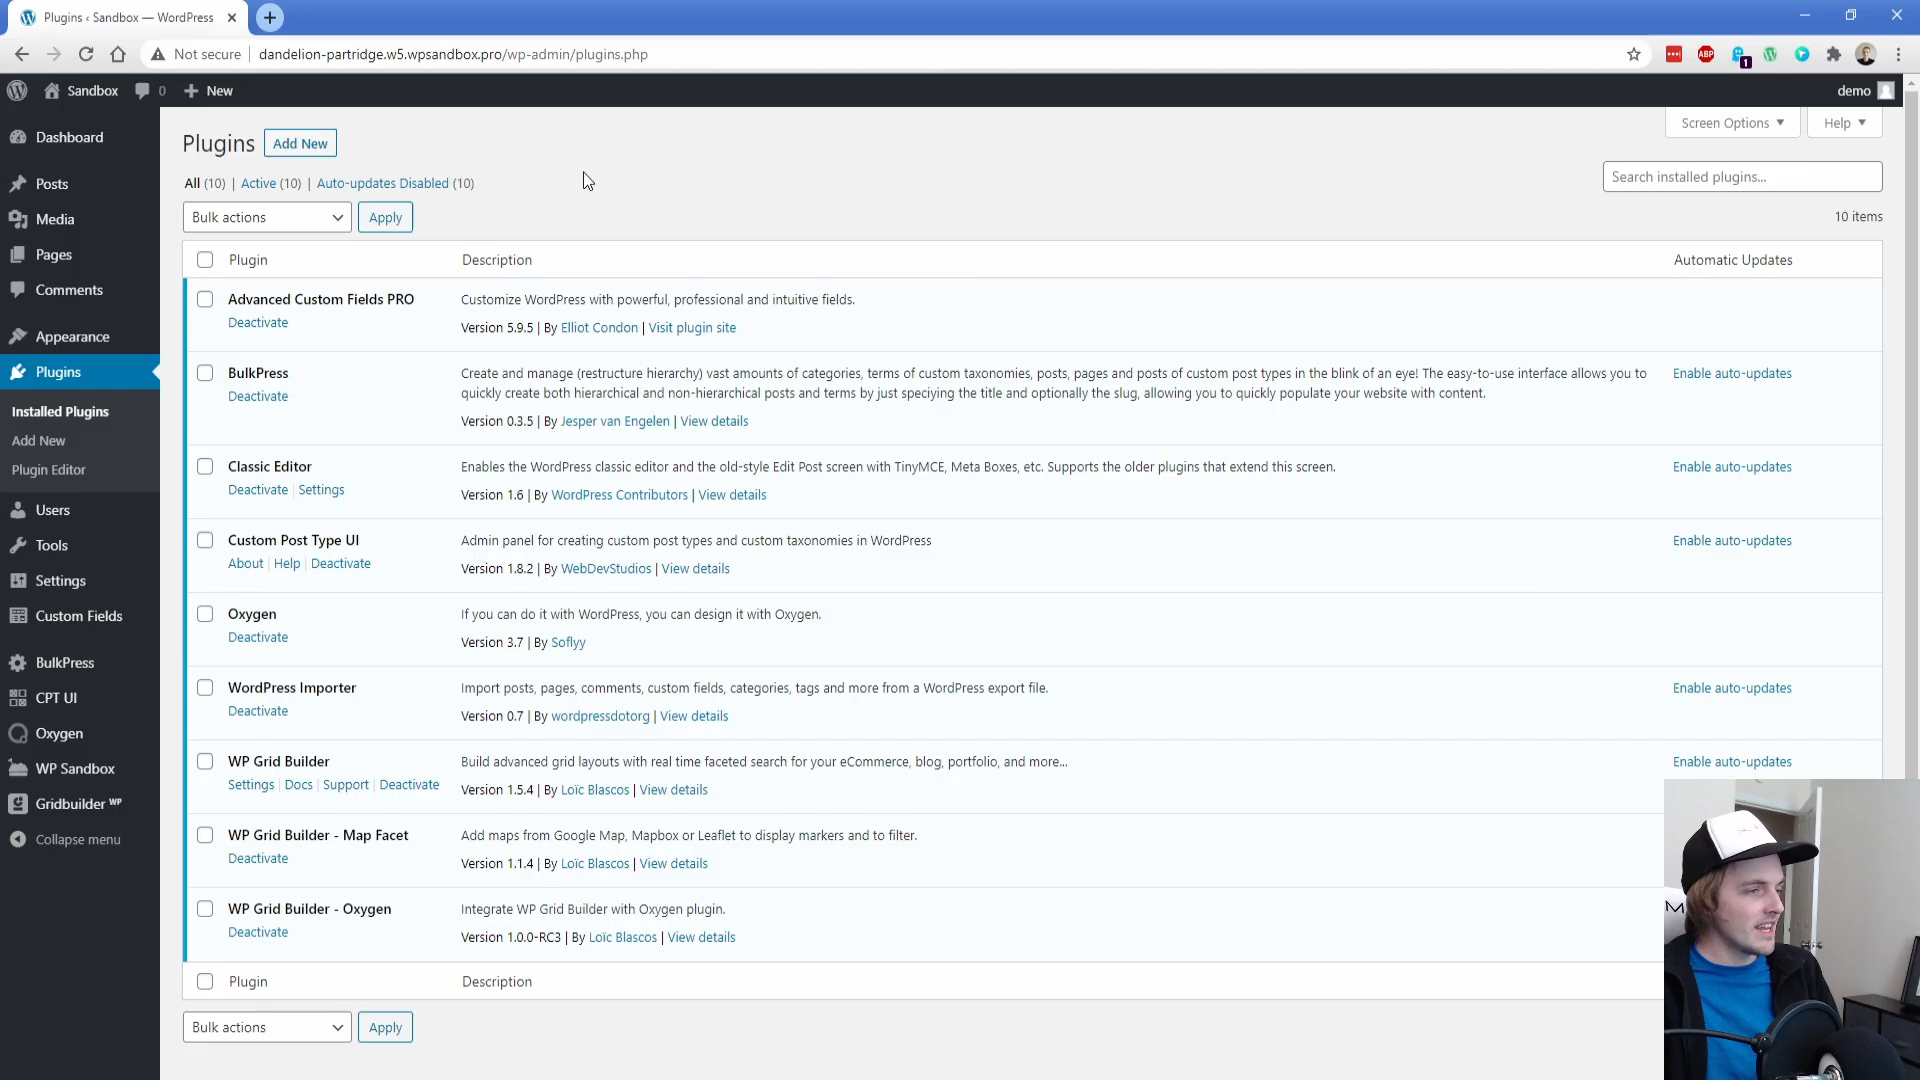 Plugins ‹ Sandbox — WordPress
Not secure
dandelion-partridge.w5.wpsandbox.pro/wp-admin/plugins.php
ABP
1
Sandbox
0
New
demo
Dashboard
Posts
Media
Pages
Comments
Appearance
Plugins
Installed Plugins
Add New
Plugin Editor
Users
Tools
Settings
Custom Fields
BulkPress
CPT UI
Oxygen
WP Sandbox
Gridbuilder ᵂᴾ
Collapse menu
Screen Options
Help
Plugins
Add New
All (10) | Active (10) | Auto-updates Disabled (10)
Search installed plugins...
Bulk actions
Apply
10 items
Plugin
Description
Automatic Updates
Advanced Custom Fields PRO
Deactivate
Customize WordPress with powerful, professional and intuitive fields.
Version 5.9.5 | By Elliot Condon | Visit plugin site
BulkPress
Deactivate
Create and manage (restructure hierarchy) vast amounts of categories, terms of custom taxonomies, posts, pages and posts of custom post types in the blink of an eye! The easy-to-use interface allows you to
quickly create both hierarchical and non-hierarchical posts and terms by just speciying the title and optionally the slug, allowing you to quickly populate your website with content.
Version 0.3.5 | By Jesper van Engelen | View details
Enable auto-updates
Classic Editor
Deactivate | Settings
Enables the WordPress classic editor and the old-style Edit Post screen with TinyMCE, Meta Boxes, etc. Supports the older plugins that extend this screen.
Version 1.6 | By WordPress Contributors | View details
Enable auto-updates
Custom Post Type UI
About | Help | Deactivate
Admin panel for creating custom post types and custom taxonomies in WordPress
Version 1.8.2 | By WebDevStudios | View details
Enable auto-updates
Oxygen
Deactivate
If you can do it with WordPress, you can design it with Oxygen.
Version 3.7 | By Soflyy
WordPress Importer
Deactivate
Import posts, pages, comments, custom fields, categories, tags and more from a WordPress export file.
Version 0.7 | By wordpressdotorg | View details
Enable auto-updates
WP Grid Builder
Settings | Docs | Support | Deactivate
Build advanced grid layouts with real time faceted search for your eCommerce, blog, portfolio, and more...
Version 1.5.4 | By Loïc Blascos | View details
Enable auto-updates
WP Grid Builder - Map Facet
Deactivate
Add maps from Google Map, Mapbox or Leaflet to display markers and to filter.
Version 1.1.4 | By Loïc Blascos | View details
WP Grid Builder - Oxygen
Deactivate
Integrate WP Grid Builder with Oxygen plugin.
Version 1.0.0-RC3 | By Loïc Blascos | View details
Plugin
Description
Bulk actions
Apply